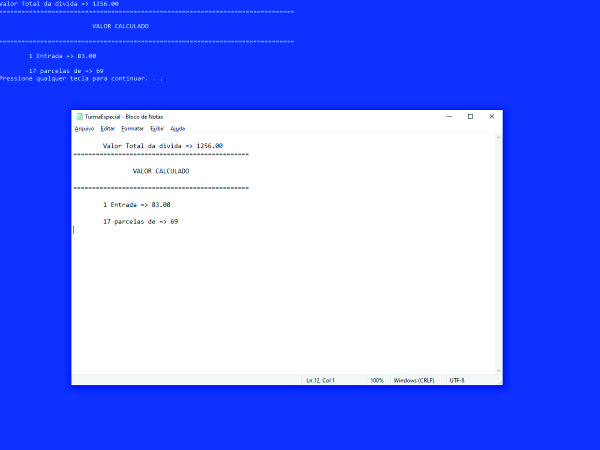 Valor Total da divida => 1256.00
===============================================================================
VALOR CALCULADO
===============================================================================
1 Entrada => 83.00
17 parcelas de => 69
Pressione qualquer tecla para continuar. . .
TurmaEspecial - Bloco de Notas
Arquivo Editar Formatar Exibir Ajuda
Valor Total da divida => 1256.00
===============================================
VALOR CALCULADO
===============================================
1 Entrada => 83.00
17 parcelas de => 69
Ln 12, Col 1 100% Windows (CRLF) UTF-8